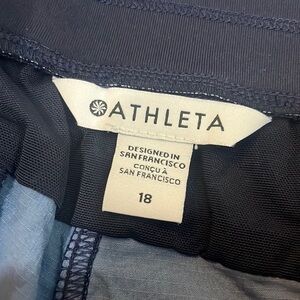 ATHLETA
DESIGNED IN
SAN FRANCISCO
CONÇU À
SAN FRANCISCO
18